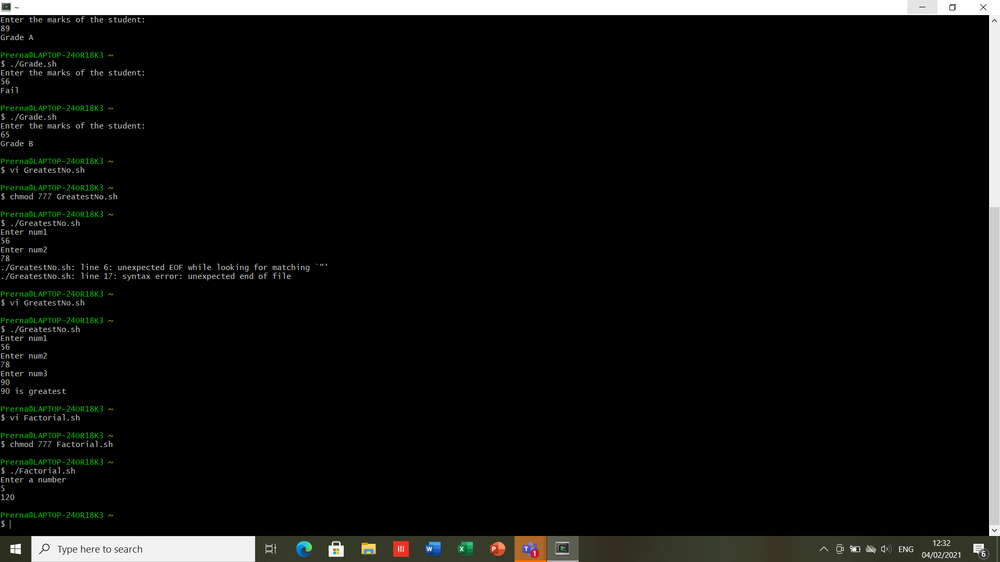 ~
Enter the marks of the student:
89
Grade A
Prerna@LAPTOP-24OR18K3 ~
$ ./Grade.sh
Enter the marks of the student:
56
Fail
Prerna@LAPTOP-24OR18K3 ~
$ ./Grade.sh
Enter the marks of the student:
65
Grade B
Prerna@LAPTOP-24OR18K3 ~
$ vi GreatestNo.sh
Prerna@LAPTOP-24OR18K3 ~
$ chmod 777 GreatestNo.sh
Prerna@LAPTOP-24OR18K3 ~
$ ./GreatestNo.sh
Enter num1
56
Enter num2
78
./GreatestNo.sh: line 6: unexpected EOF while looking for matching `"'
./GreatestNo.sh: line 17: syntax error: unexpected end of file
Prerna@LAPTOP-24OR18K3 ~
$ vi GreatestNo.sh
Prerna@LAPTOP-24OR18K3 ~
$ ./GreatestNo.sh
Enter num1
56
Enter num2
78
Enter num3
90
90 is greatest
Prerna@LAPTOP-24OR18K3 ~
$ vi Factorial.sh
Prerna@LAPTOP-24OR18K3 ~
$ chmod 777 Factorial.sh
Prerna@LAPTOP-24OR18K3 ~
$ ./Factorial.sh
Enter a number
5
120
Prerna@LAPTOP-24OR18K3 ~
$
Type here to search
W
X
P
T
1
ENG
12:32
04/02/2021
6